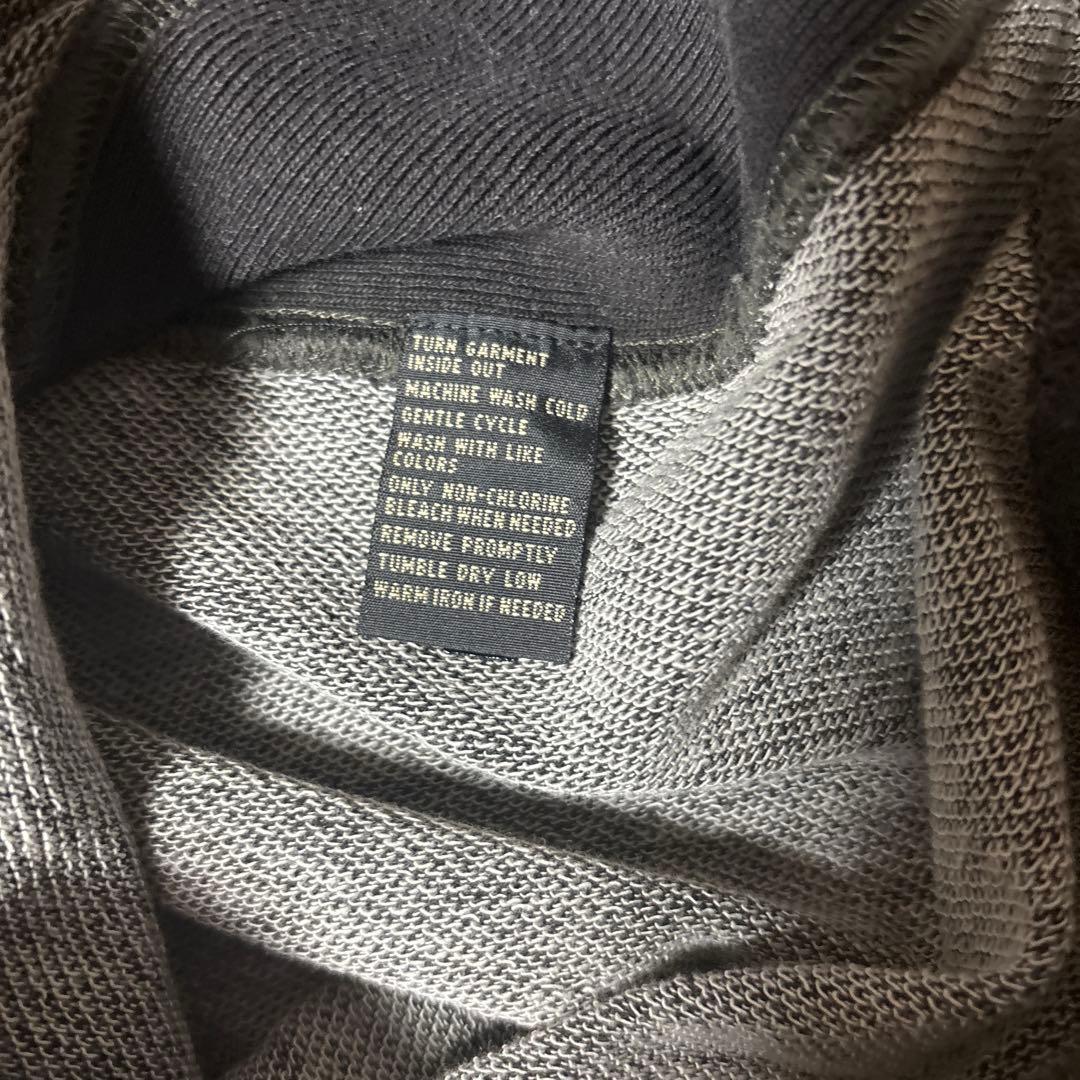 TURN GARMENT
INSIDE OUT
MACHINE WASH COLD
GENTLE CYCLE
WASH WITH LIKE
COLORS
ONLY NON-CHLORINE
BLEACH WHEN NEEDED
REMOVE PROMPTLY
TUMBLE DRY LOW
WARM IRON IF NEEDED